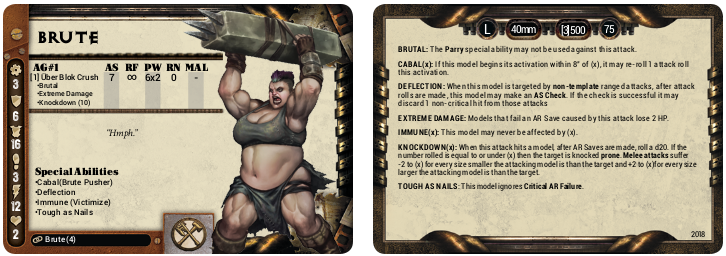 BRUTE
AG#1 AS RF PW RN MAL
[1] Über Blok Crush 7 ∞ 6x2 0 -
•Brutal
•Extreme Damage
•Knockdown (10)
3
6
16
3
12
2
"Hmph."
Special Abilities
•Cabal(Brute Pusher)
•Deflection
•Immune (Victimize)
•Tough as Nails
Brute(4)
L 40mm [3]500 75
BRUTAL: The Parry special ability may not be used against this attack.
CABAL(x): If this model begins its activation within 8" of (x), it may re-roll 1 attack roll
this activation.
DEFLECTION: When this model is targeted by non-template ranged attacks, after attack
rolls are made, this model may make an AS Check. If the check is successful it may
discard 1 non-critical hit from those attacks
EXTREME DAMAGE: Models that fail an AR Save caused by this attack lose 2 HP.
IMMUNE(x): This model may never be affected by (x).
KNOCKDOWN(x): When this attack hits a model, after AR Saves are made, roll a d20. If the
number rolled is equal to or under (x) then the target is knocked prone. Melee attacks suffer
-2 to (x) for every size smaller the attacking model is than the target and +2 to (x)for every size
larger the attacking model is than the target.
TOUGH AS NAILS: This model ignores Critical AR Failure.
2018